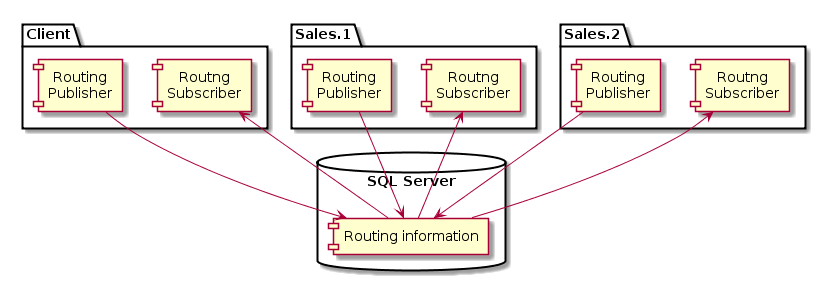 Client
Routing
Publisher
Routng
Subscriber
Sales.1
Routing
Publisher
Routng
Subscriber
Sales.2
Routing
Publisher
Routng
Subscriber
SQL Server
Routing information